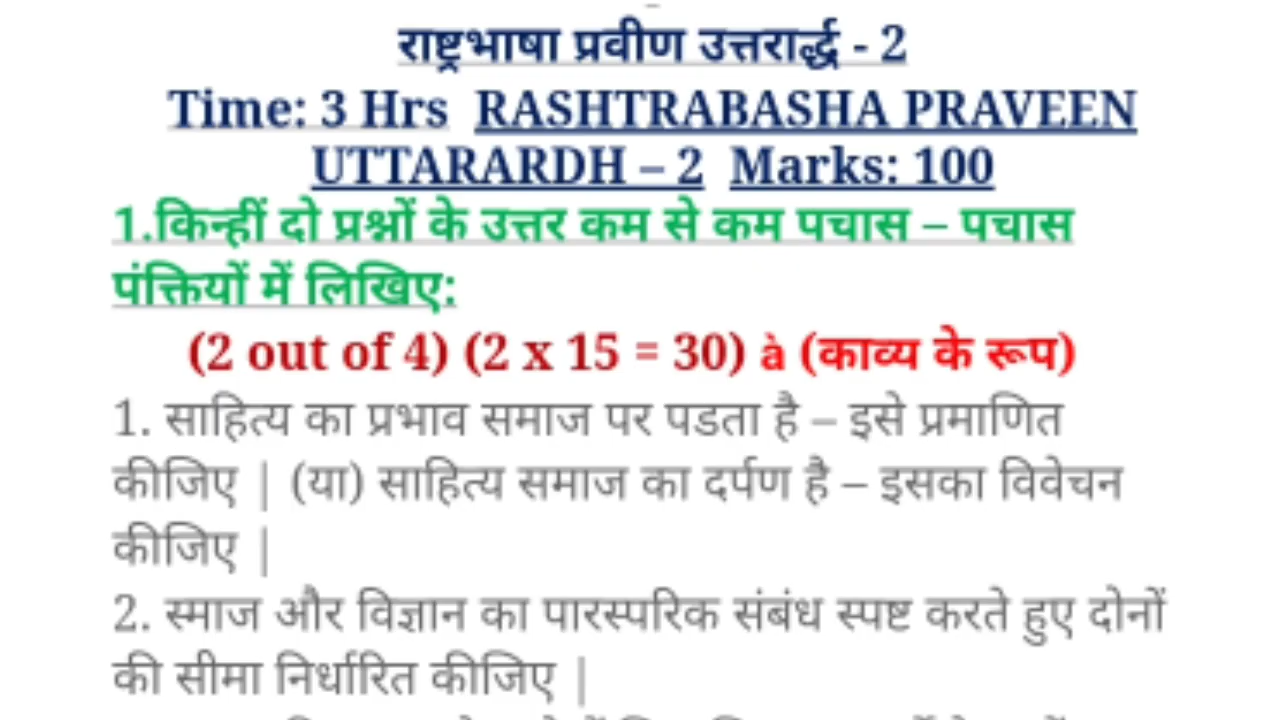 राष्ट्रभाषा प्रवीण उत्तरार्द्ध - 2
Time: 3 Hrs RASHTRABASHA PRAVEEN
UTTARARDH – 2 Marks: 100
1.किन्हीं दो प्रश्नों के उत्तर कम से कम पचास – पचास
पंक्तियों में लिखिए:
(2 out of 4) (2 x 15 = 30) à (काव्य के रूप)
1. साहित्य का प्रभाव समाज पर पडता है – इसे प्रमाणित
कीजिए | (या) साहित्य समाज का दर्पण है – इसका विवेचन
कीजिए |
2. स्माज और विज्ञान का पारस्परिक संबंध स्पष्ट करते हुए दोनों
की सीमा निर्धारित कीजिए |